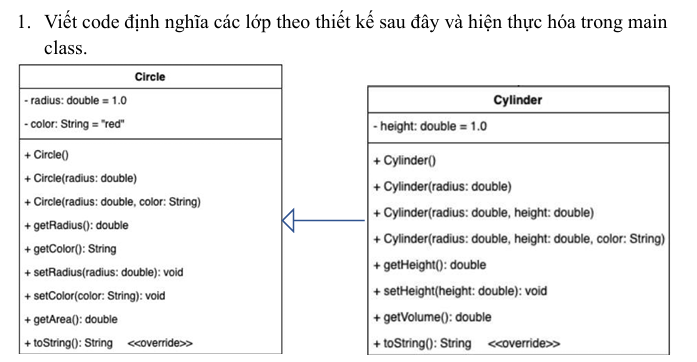 1. Viết code định nghĩa các lớp theo thiết kế sau đây và hiện thực hóa trong main
class.
Circle
- radius: double = 1.0
- color: String = "red"
+ Circle()
+ Circle(radius: double)
+ Circle(radius: double, color: String)
+ getRadius(): double
+ getColor(): String
+ setRadius(radius: double): void
+ setColor(color: String): void
+ getArea(): double
+ toString(): String <<override>>
Cylinder
- height: double = 1.0
+ Cylinder()
+ Cylinder(radius: double)
+ Cylinder(radius: double, height: double)
+ Cylinder(radius: double, height: double, color: String)
+ getHeight(): double
+ setHeight(height: double): void
+ getVolume(): double
+ toString(): String <<override>>